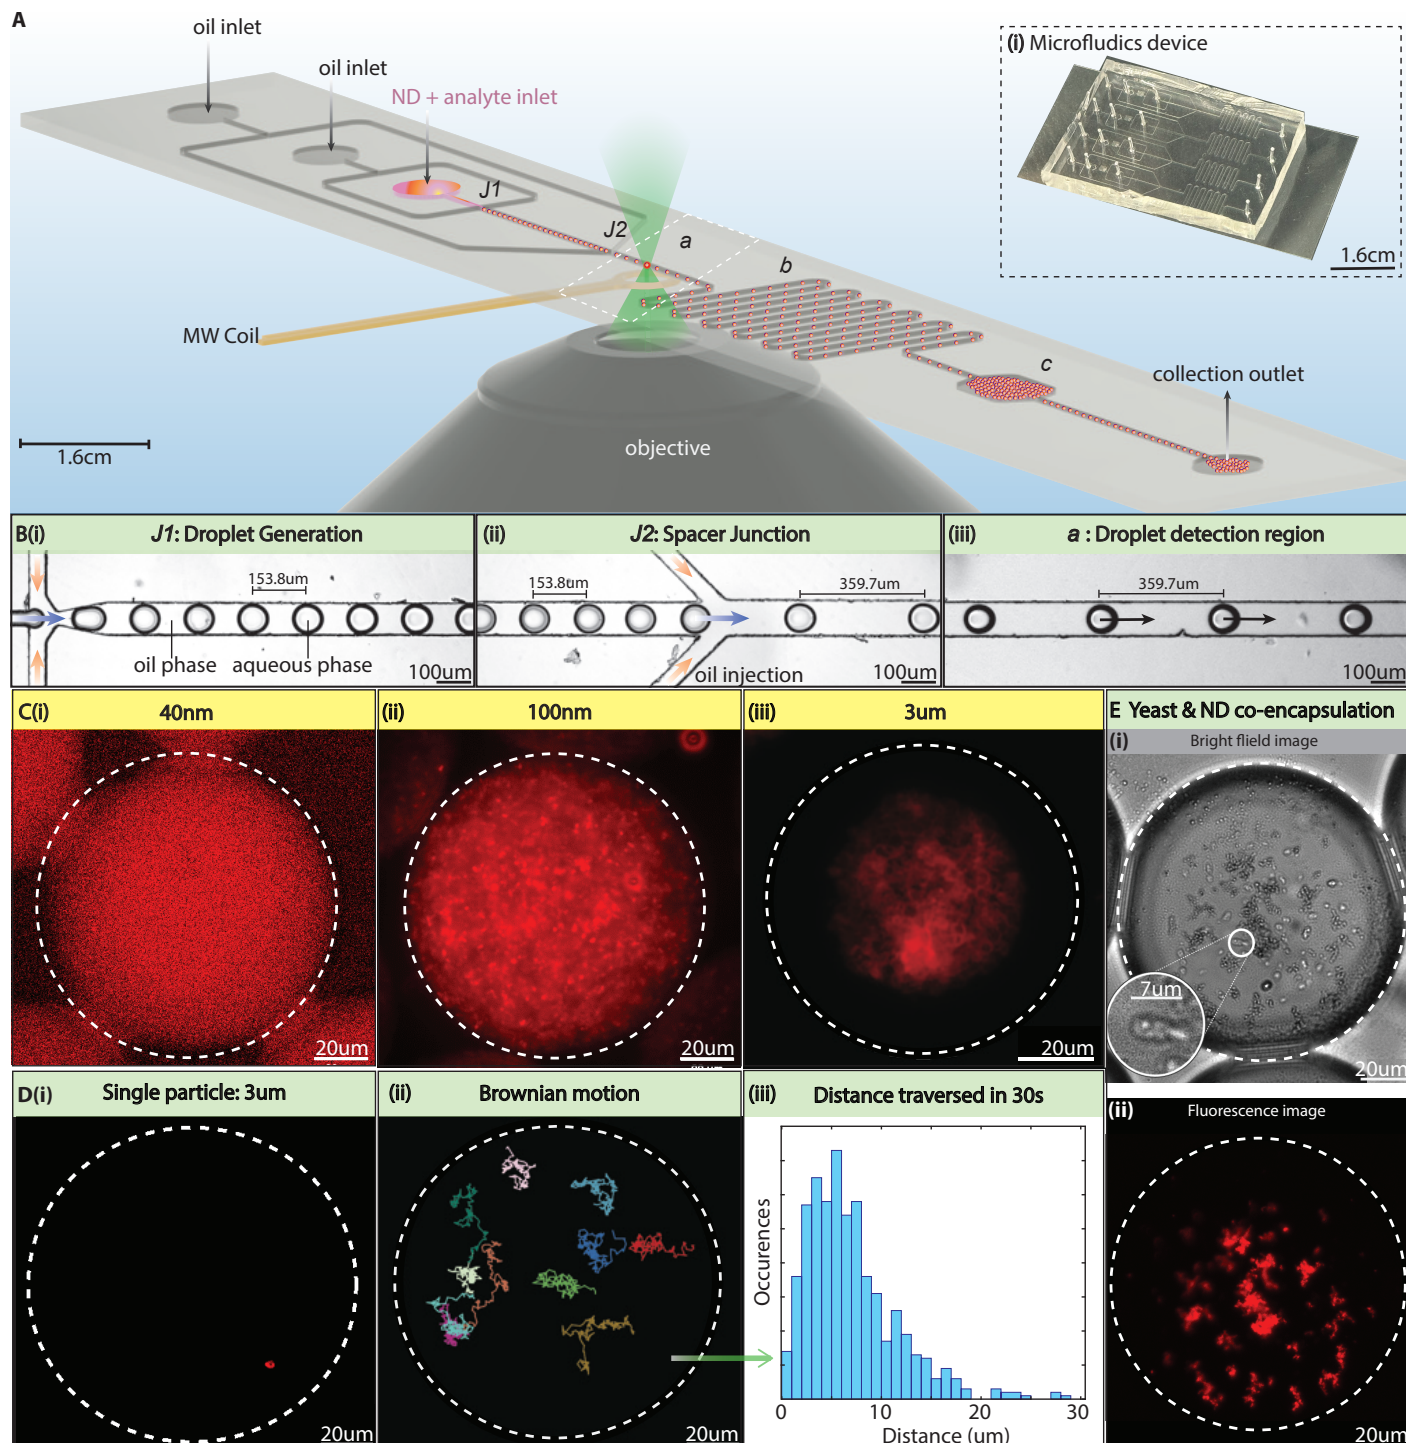 A
oil inlet
oil inlet
ND + analyte inlet
J1
J2
a
b
c
MW Coil
objective
collection outlet
1.6cm
(i) Microfludics device
1.6cm
B(i) J1: Droplet Generation
153.8um
oil phase
aqueous phase
100um
(ii) J2: Spacer Junction
153.8um
359.7um
oil injection
100um
(iii) a : Droplet detection region
359.7um
100um
C(i) 40nm
20um
(ii) 100nm
20um
(iii) 3um
20um
E Yeast & ND co-encapsulation
(i) Bright flield image
7um
20um
D(i) Single particle: 3um
20um
(ii) Brownian motion
20um
(iii) Distance traversed in 30s
Occurences
0 10 20 30
Distance (um)
(ii) Fluorescence image
20um